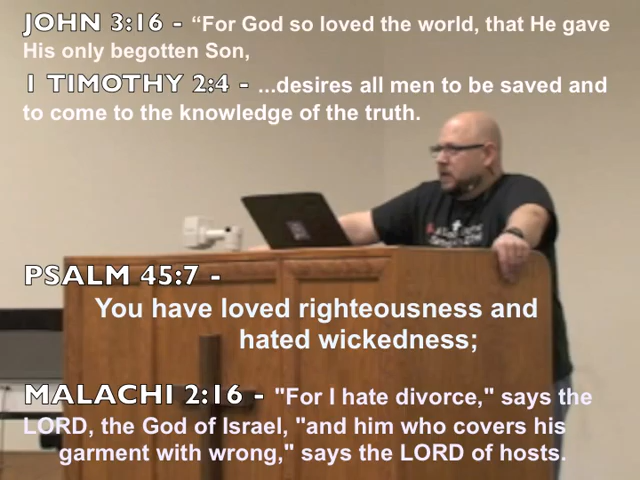 JOHN 3:16 - “For God so loved the world, that He gave
His only begotten Son,
1 TIMOTHY 2:4 - ...desires all men to be saved and
to come to the knowledge of the truth.
PSALM 45:7 -
You have loved righteousness and
hated wickedness;
MALACHI 2:16 - "For I hate divorce," says the
LORD, the God of Israel, "and him who covers his
garment with wrong," says the LORD of hosts.